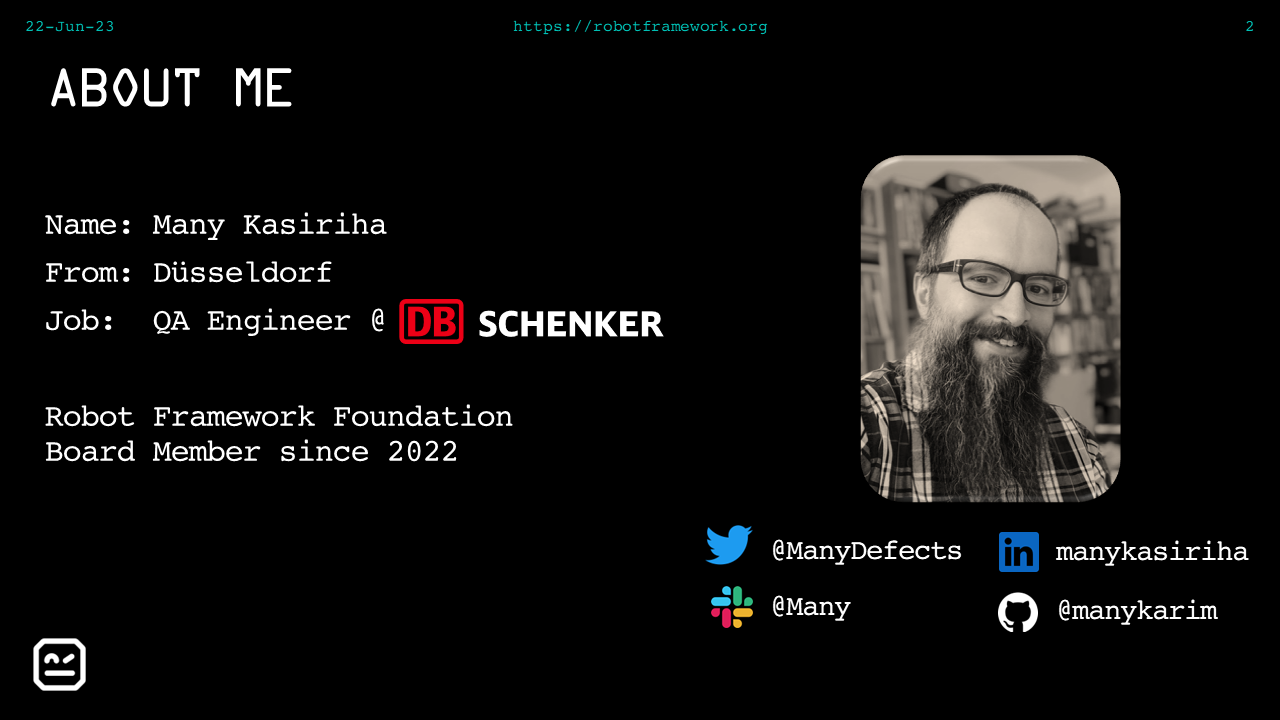 22-Jun-23
https://robotframework.org
2
ABOUT ME
Name: Many Kasiriha
From: Düsseldorf
Job: QA Engineer @ DB SCHENKER
Robot Framework Foundation
Board Member since 2022
@ManyDefects
in manykasiriha
@Many
@manykarim